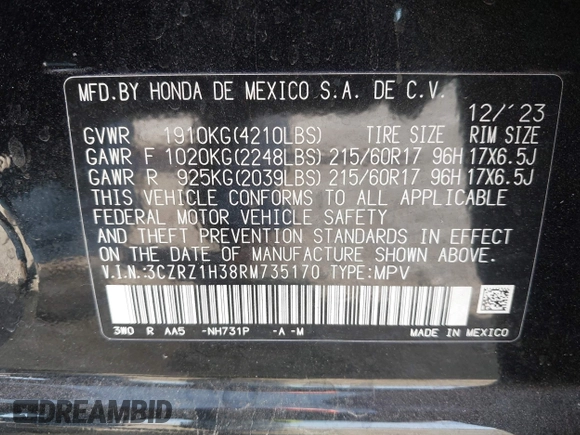 MFD.BY HONDA DE MEXICO S.A. DE C.V.
12/'23
GVWR 1910KG(4210LBS) TIRE SIZE RIM SIZE
GAWR F 1020KG(2248LBS) 215/60R17 96H 17X6.5J
GAWR R 925KG(2039LBS) 215/60R17 96H 17X6.5J
THIS VEHICLE CONFORMS TO ALL APPLICABLE
FEDERAL MOTOR VEHICLE SAFETY
AND THEFT PREVENTION STANDARDS IN EFFECT
ON THE DATE OF MANUFACTURE SHOWN ABOVE.
V.I.N.:3CZRZ1H38RM735170 TYPE:MPV
3W0 R AA5 -NH731P -A -M MADE IN MEXICO
DREAMBID